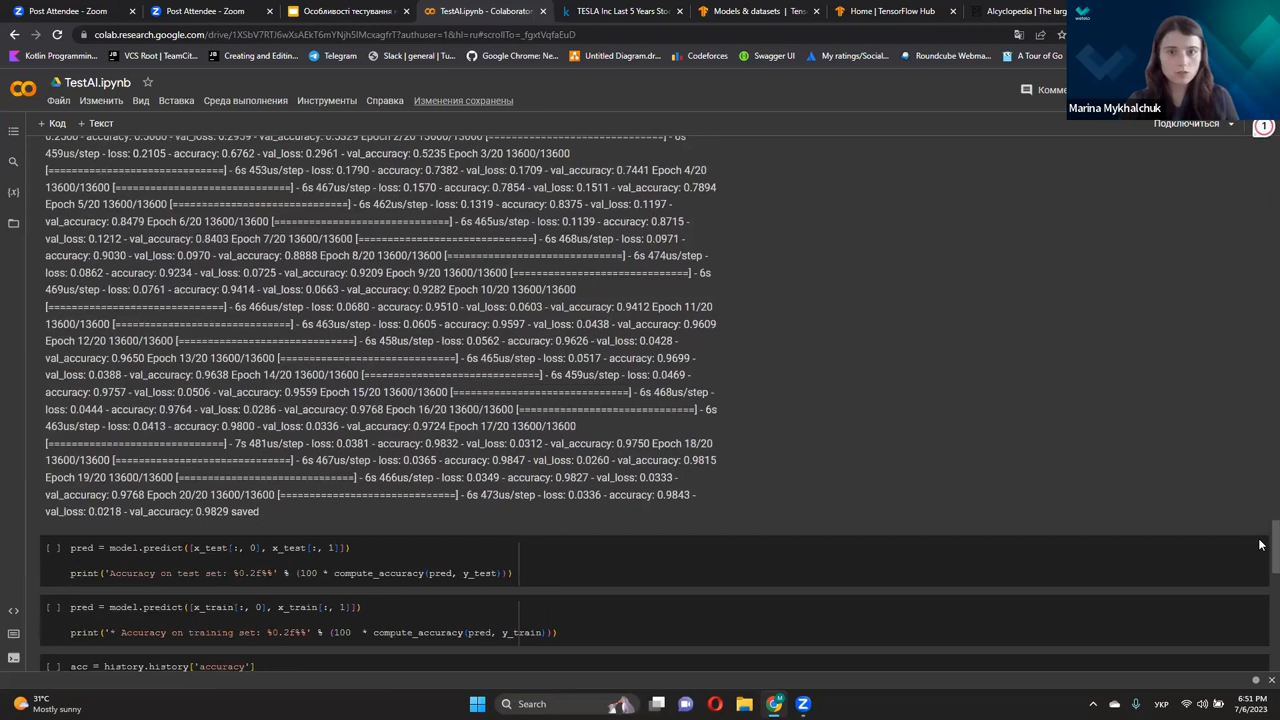 Post Attendee - Zoom
Post Attendee - Zoom
Особливості тестування
TestAI.ipynb - Colaborator
TESLA Inc Last 5 Years Sto
Models & datasets | Tens
Home | TensorFlow Hub
Alcyclopedia | The larg
colab.research.google.com/drive/1XSbV7RTJ6wXsAEkT6mYNjh5lMcxagfrT?authuser=1&hl=ru#scrollTo=_fgxtVqfaEuD
Kotlin Programming...
VCS Root | TeamCit...
Creating and Editin...
Telegram
Slack | general | Tu...
Google Chrome: Net...
Untitled Diagram.dr...
Codeforces
Swagger UI
My ratings/Social...
Roundcube Webma...
A Tour of Go
welovo
Marina Mykhalchuk
TestAI.ipynb
Файл Изменить Вид Вставка Среда выполнения Инструменты Справка Изменения сохранены
Подключиться
1
+ Код + Текст
459us/step - loss: 0.2105 - accuracy: 0.6762 - val_loss: 0.2961 - val_accuracy: 0.5235 Epoch 3/20 13600/13600
[==============================] - 6s 453us/step - loss: 0.1790 - accuracy: 0.7382 - val_loss: 0.1709 - val_accuracy: 0.7441 Epoch 4/20
13600/13600 [==============================] - 6s 467us/step - loss: 0.1570 - accuracy: 0.7854 - val_loss: 0.1511 - val_accuracy: 0.7894
Epoch 5/20 13600/13600 [==============================] - 6s 462us/step - loss: 0.1319 - accuracy: 0.8375 - val_loss: 0.1197 -
val_accuracy: 0.8479 Epoch 6/20 13600/13600 [==============================] - 6s 465us/step - loss: 0.1139 - accuracy: 0.8715 -
val_loss: 0.1212 - val_accuracy: 0.8403 Epoch 7/20 13600/13600 [==============================] - 6s 468us/step - loss: 0.0971 -
accuracy: 0.9030 - val_loss: 0.0970 - val_accuracy: 0.8888 Epoch 8/20 13600/13600 [==============================] - 6s 474us/step -
loss: 0.0862 - accuracy: 0.9234 - val_loss: 0.0725 - val_accuracy: 0.9209 Epoch 9/20 13600/13600 [==============================] - 6s
469us/step - loss: 0.0761 - accuracy: 0.9414 - val_loss: 0.0663 - val_accuracy: 0.9282 Epoch 10/20 13600/13600
[==============================] - 6s 466us/step - loss: 0.0680 - accuracy: 0.9510 - val_loss: 0.0603 - val_accuracy: 0.9412 Epoch 11/20
13600/13600 [==============================] - 6s 463us/step - loss: 0.0605 - accuracy: 0.9597 - val_loss: 0.0438 - val_accuracy: 0.9609
Epoch 12/20 13600/13600 [==============================] - 6s 458us/step - loss: 0.0562 - accuracy: 0.9626 - val_loss: 0.0428 -
val_accuracy: 0.9650 Epoch 13/20 13600/13600 [==============================] - 6s 465us/step - loss: 0.0517 - accuracy: 0.9699 -
val_loss: 0.0388 - val_accuracy: 0.9638 Epoch 14/20 13600/13600 [==============================] - 6s 459us/step - loss: 0.0469 -
accuracy: 0.9757 - val_loss: 0.0506 - val_accuracy: 0.9559 Epoch 15/20 13600/13600 [==============================] - 6s 468us/step -
loss: 0.0444 - accuracy: 0.9764 - val_loss: 0.0286 - val_accuracy: 0.9768 Epoch 16/20 13600/13600 [==============================] - 6s
463us/step - loss: 0.0413 - accuracy: 0.9800 - val_loss: 0.0336 - val_accuracy: 0.9724 Epoch 17/20 13600/13600
[==============================] - 7s 481us/step - loss: 0.0381 - accuracy: 0.9832 - val_loss: 0.0312 - val_accuracy: 0.9750 Epoch 18/20
13600/13600 [==============================] - 6s 467us/step - loss: 0.0365 - accuracy: 0.9847 - val_loss: 0.0260 - val_accuracy: 0.9815
Epoch 19/20 13600/13600 [==============================] - 6s 466us/step - loss: 0.0349 - accuracy: 0.9827 - val_loss: 0.0333 -
val_accuracy: 0.9768 Epoch 20/20 13600/13600 [==============================] - 6s 473us/step - loss: 0.0336 - accuracy: 0.9843 -
val_loss: 0.0218 - val_accuracy: 0.9829 saved
[ ] pred = model.predict([x_test[:, 0], x_test[:, 1]])
print('Accuracy on test set: %0.2f%%' % (100 * compute_accuracy(pred, y_test)))
[ ] pred = model.predict([x_train[:, 0], x_train[:, 1]])
print('* Accuracy on training set: %0.2f%%' % (100 * compute_accuracy(pred, y_train)))
[ ] acc = history.history['accuracy']
31°C
Mostly sunny
Search
УКР
6:51 PM
7/6/2023